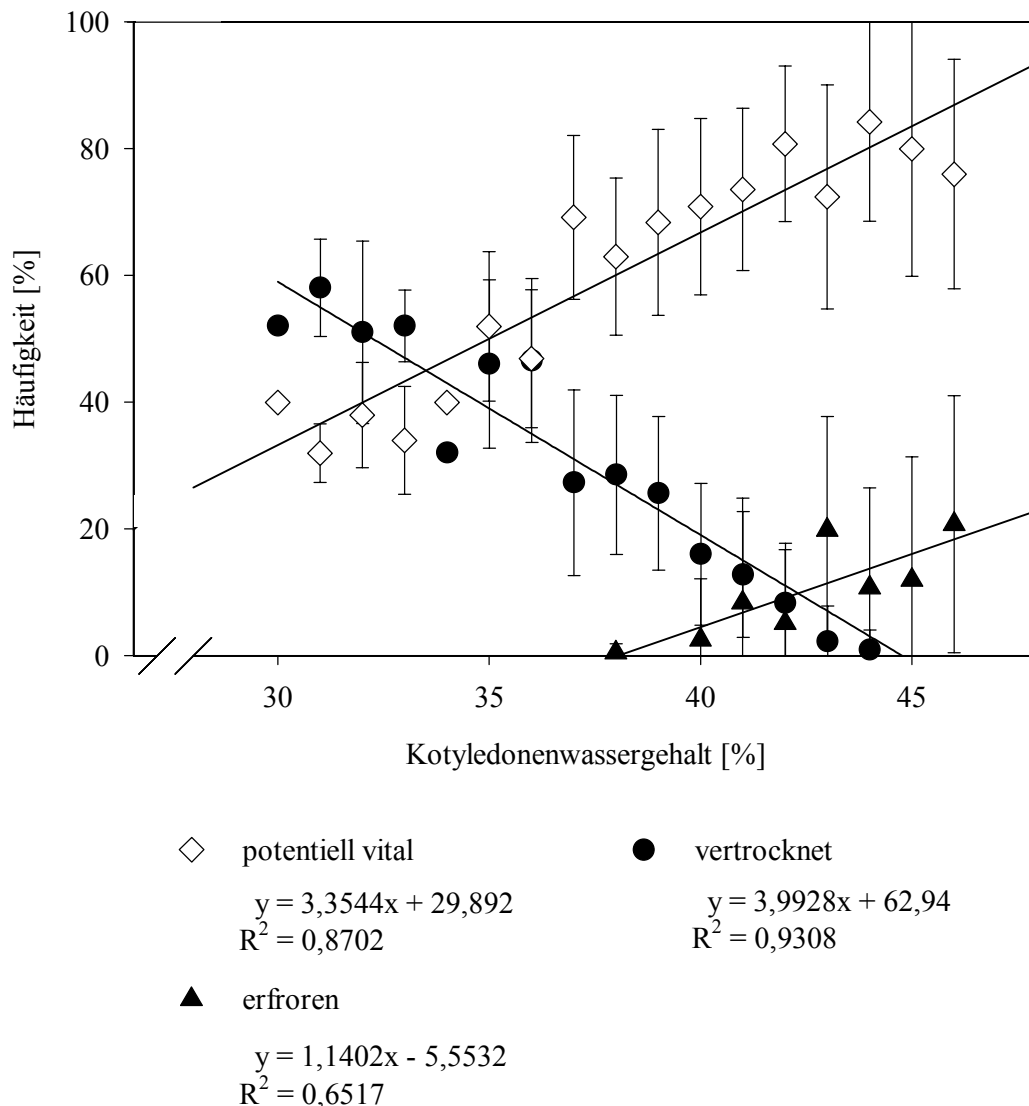 100
80
60
40
20
0
Häufigkeit [%]
30 35 40 45
Kotyledonenwassergehalt [%]
potentiell vital
y = 3,3544x + 29,892
R² = 0,8702
vertrocknet
y = 3,9928x + 62,94
R² = 0,9308
erfroren
y = 1,1402x - 5,5532
R² = 0,6517